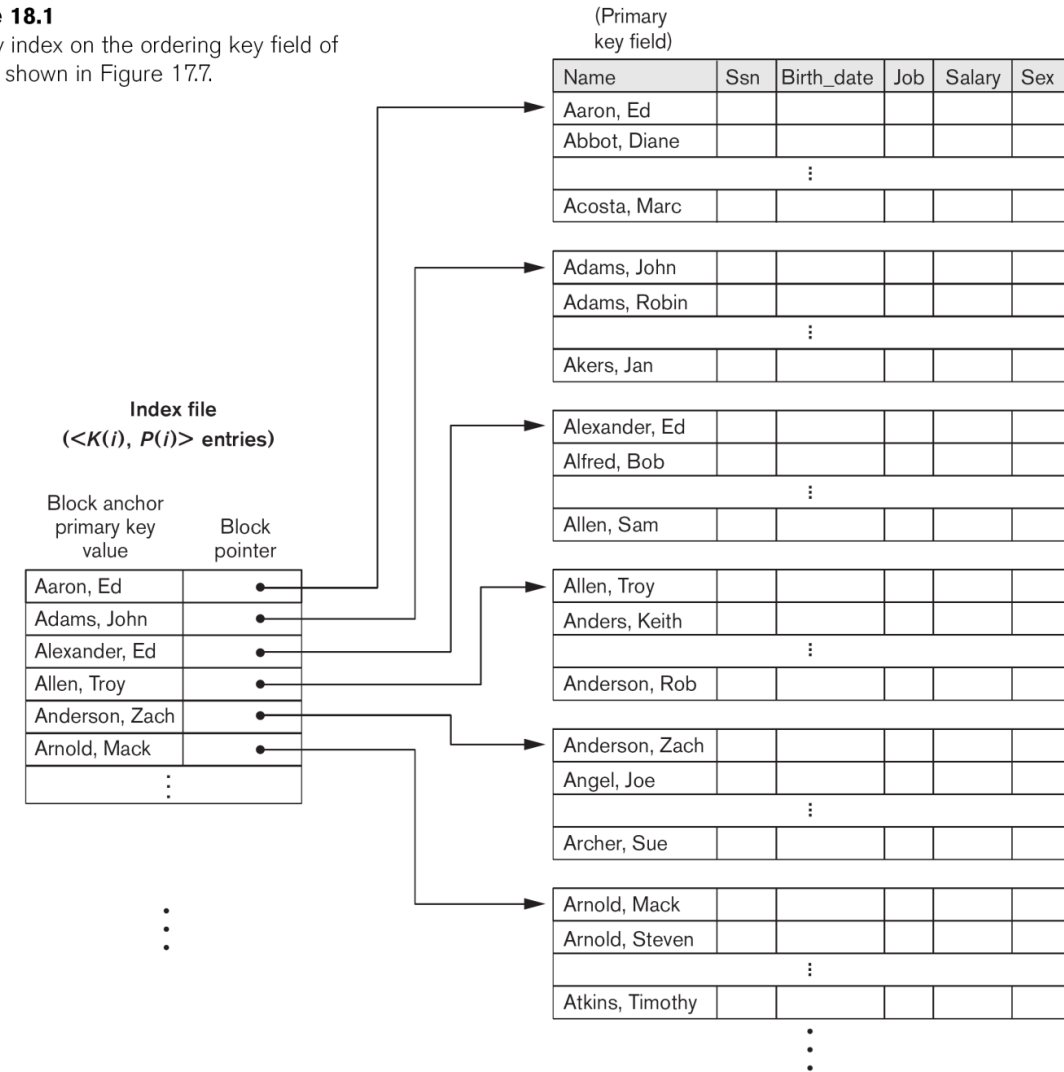 18.1
index on the ordering key field of
shown in Figure 17.7.
(Primary
key field)
Name Ssn Birth_date Job Salary Sex
Aaron, Ed
Abbot, Diane
⋮
Acosta, Marc
Adams, John
Adams, Robin
⋮
Akers, Jan
Alexander, Ed
Alfred, Bob
⋮
Allen, Sam
Allen, Troy
Anders, Keith
⋮
Anderson, Rob
Anderson, Zach
Angel, Joe
⋮
Archer, Sue
Arnold, Mack
Arnold, Steven
⋮
Atkins, Timothy
⋮
Index file
(<K(i), P(i)> entries)
Block anchor
primary key
value
Block
pointer
Aaron, Ed
Adams, John
Alexander, Ed
Allen, Troy
Anderson, Zach
Arnold, Mack
⋮
⋮